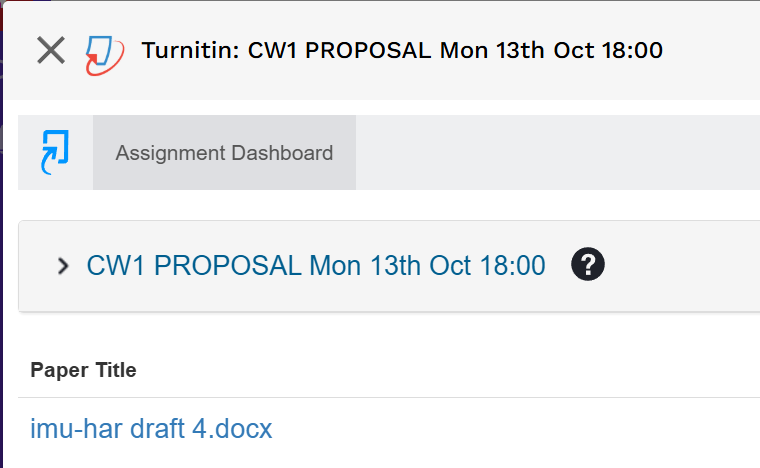 Turnitin: CW1 PROPOSAL Mon 13th Oct 18:00
Assignment Dashboard
CW1 PROPOSAL Mon 13th Oct 18:00 ?
Paper Title
imu-har draft 4.docx